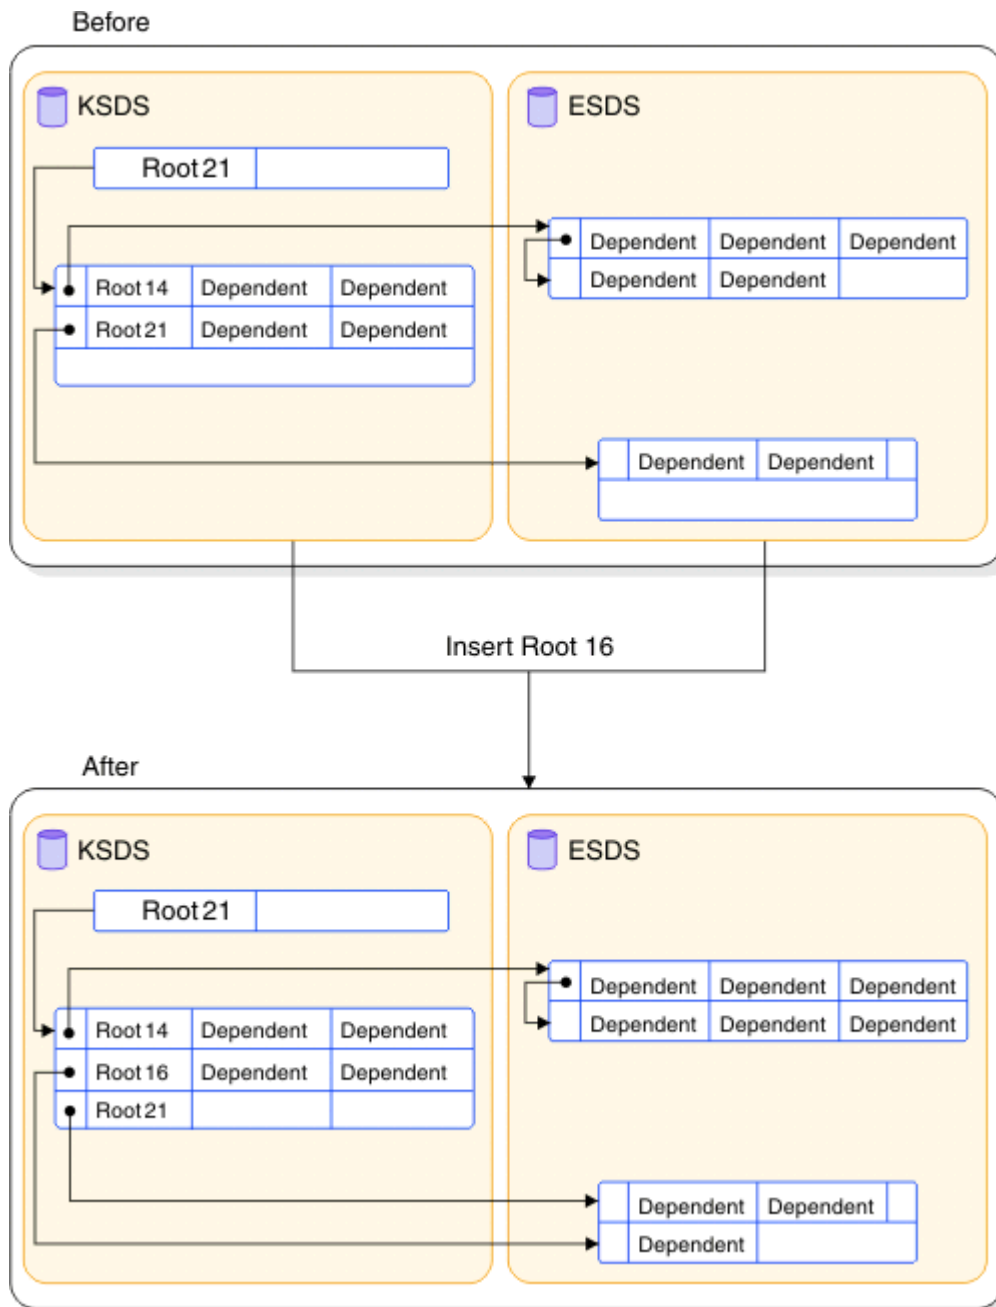 Before
KSDS
Root 21
Root 14 Dependent Dependent
Root 21 Dependent Dependent
ESDS
Dependent Dependent Dependent
Dependent Dependent
Dependent Dependent
Insert Root 16
After
KSDS
Root 21
Root 14 Dependent Dependent
Root 16 Dependent Dependent
Root 21
ESDS
Dependent Dependent Dependent
Dependent Dependent Dependent
Dependent Dependent
Dependent